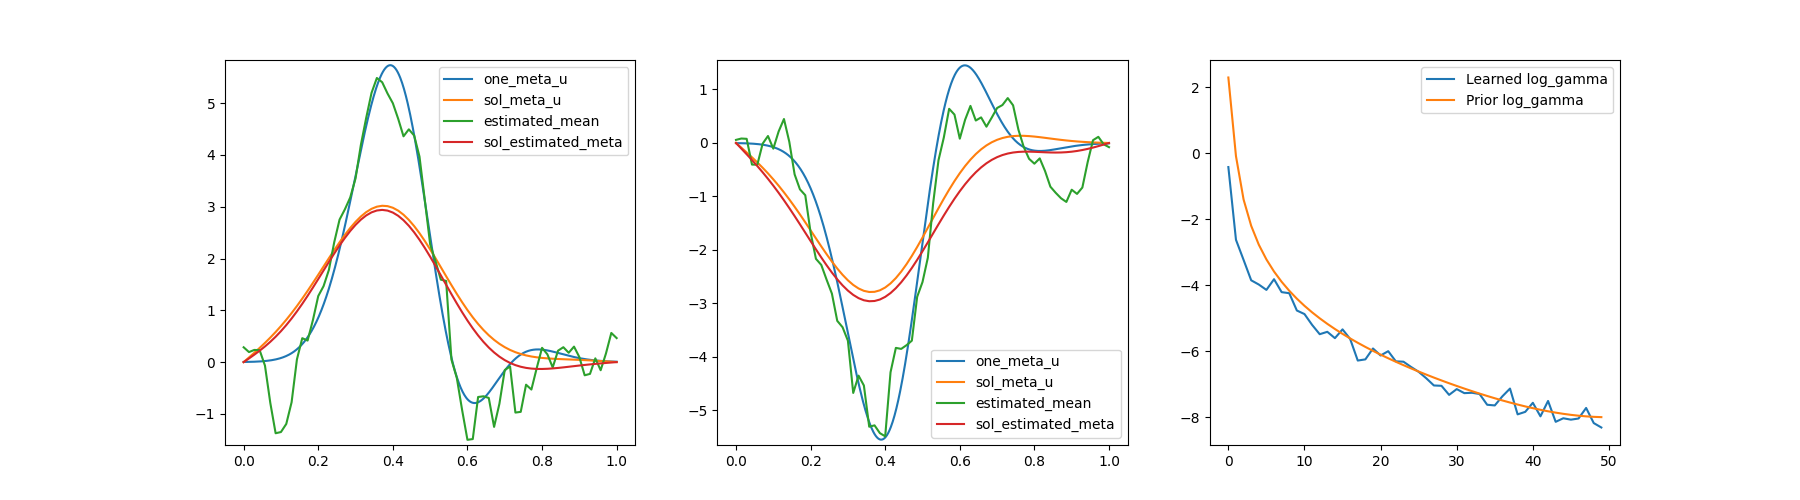 one_meta_u
sol_meta_u
estimated_mean
sol_estimated_meta
5
4
3
2
1
0
−1
0.0 0.2 0.4 0.6 0.8 1.0
1
0
−1
−2
−3
−4
−5
one_meta_u
sol_meta_u
estimated_mean
sol_estimated_meta
0.0 0.2 0.4 0.6 0.8 1.0
Learned log_gamma
Prior log_gamma
2
0
−2
−4
−6
−8
0 10 20 30 40 50